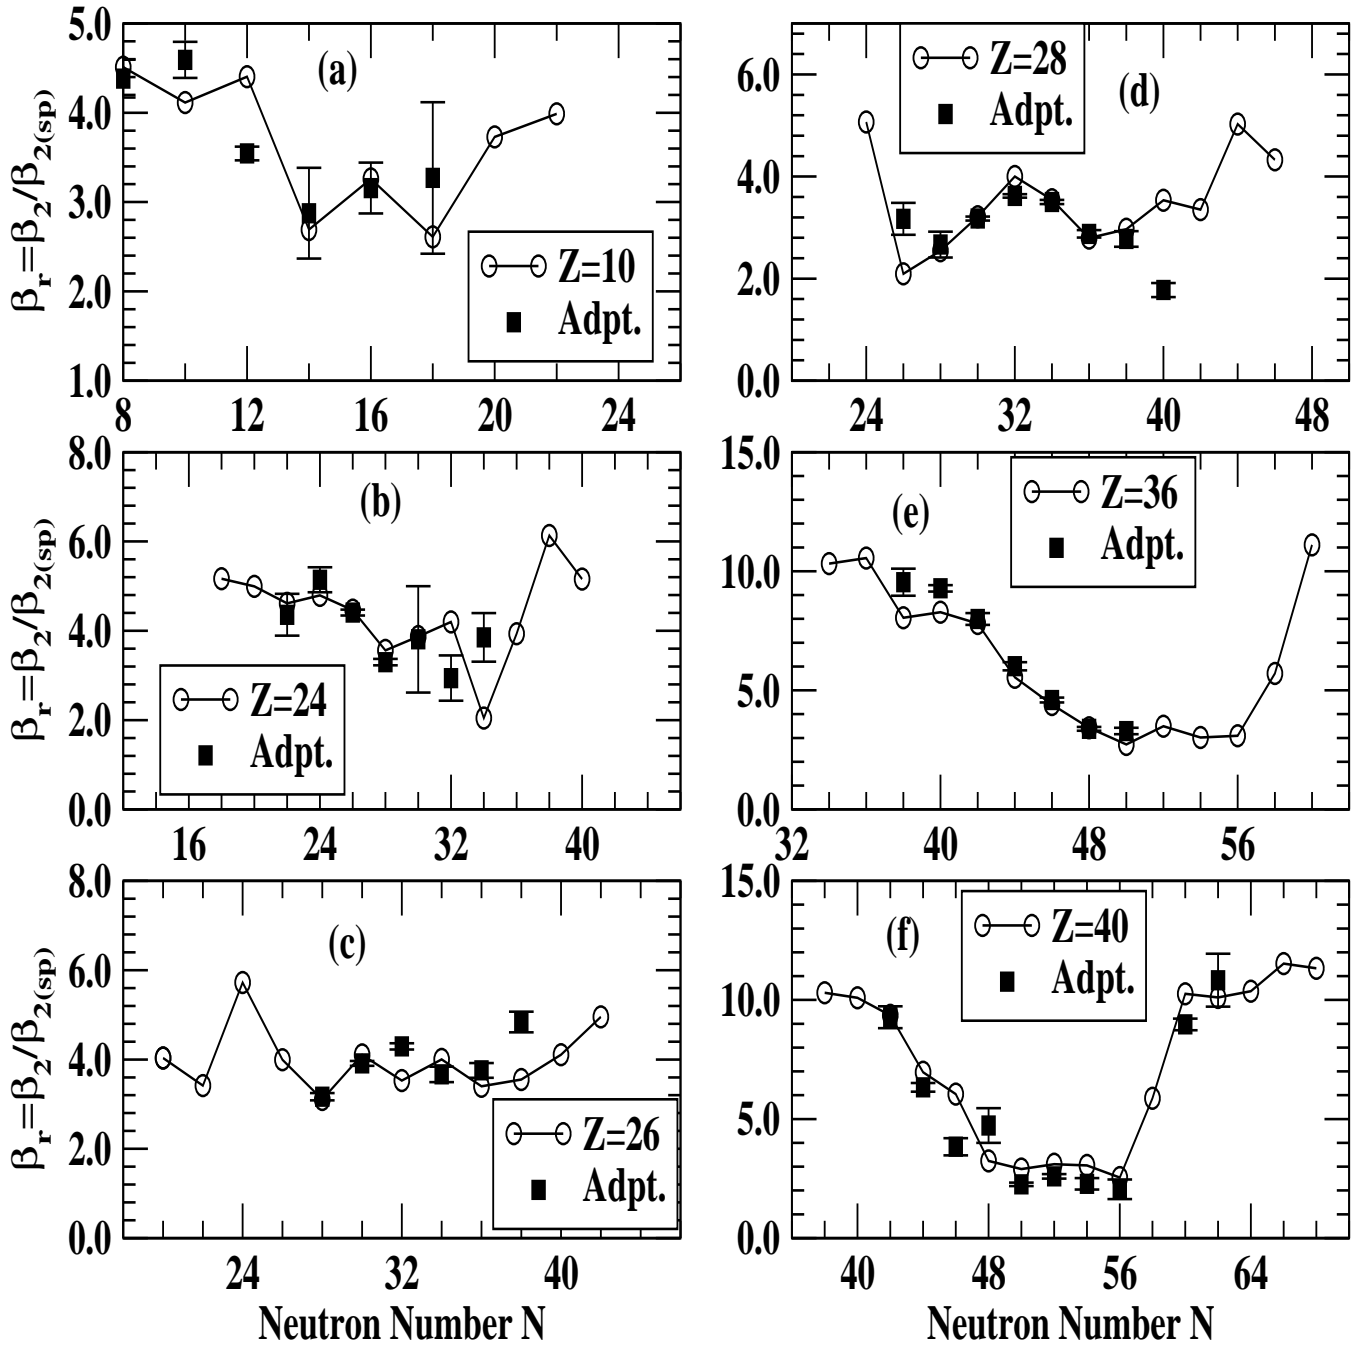 5.0
4.0
3.0
2.0
1.0
8
12
16
20
24
βr=β2/β2(sp)
(a)
Z=10
Adpt.
6.0
4.0
2.0
0.0
24
32
40
48
(d)
Z=28
Adpt.
8.0
6.0
4.0
2.0
0.0
16
24
32
40
βr=β2/β2(sp)
(b)
Z=24
Adpt.
15.0
10.0
5.0
0.0
32
40
48
56
(e)
Z=36
Adpt.
8.0
6.0
4.0
2.0
0.0
24
32
40
βr=β2/β2(sp)
(c)
Z=26
Adpt.
Neutron Number N
15.0
10.0
5.0
0.0
40
48
56
64
(f)
Z=40
Adpt.
Neutron Number N